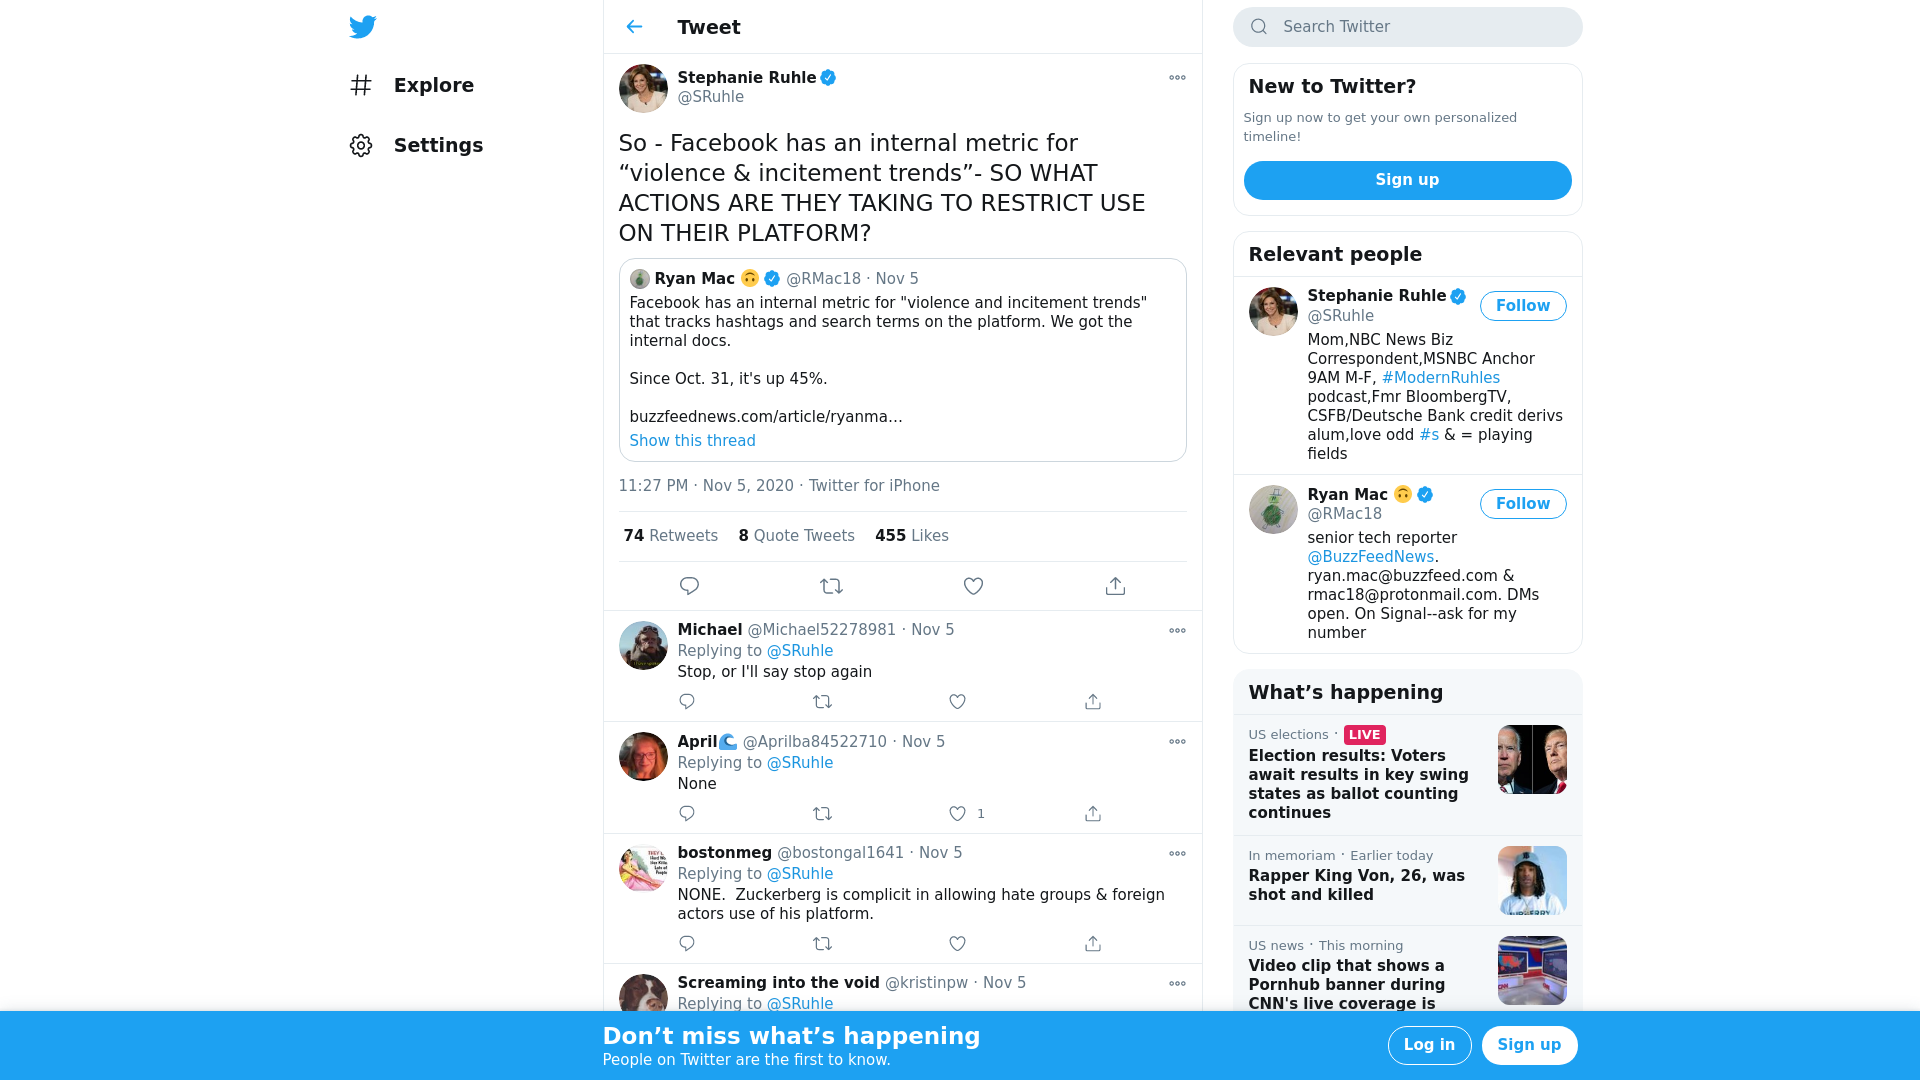 Explore
Settings
Tweet
Stephanie Ruhle
@SRuhle
So - Facebook has an internal metric for
“violence & incitement trends”- SO WHAT
ACTIONS ARE THEY TAKING TO RESTRICT USE
ON THEIR PLATFORM?
Ryan Mac 🙃 @RMac18 · Nov 5
Facebook has an internal metric for "violence and incitement trends"
that tracks hashtags and search terms on the platform. We got the
internal docs.
Since Oct. 31, it's up 45%.
buzzfeednews.com/article/ryanma…
Show this thread
11:27 PM · Nov 5, 2020 · Twitter for iPhone
74 Retweets 8 Quote Tweets 455 Likes
Michael @Michael52278981 · Nov 5
Replying to @SRuhle
Stop, or I'll say stop again
April🌊 @Aprilba84522710 · Nov 5
Replying to @SRuhle
None
1
bostonmeg @bostongal1641 · Nov 5
Replying to @SRuhle
NONE.  Zuckerberg is complicit in allowing hate groups & foreign
actors use of his platform.
Screaming into the void @kristinpw · Nov 5
Replying to @SRuhle
Search Twitter
New to Twitter?
Sign up now to get your own personalized
timeline!
Sign up
Relevant people
Stephanie Ruhle
@SRuhle
Follow
Mom,NBC News Biz
Correspondent,MSNBC Anchor
9AM M-F, #ModernRuhles
podcast,Fmr BloombergTV,
CSFB/Deutsche Bank credit derivs
alum,love odd #s & = playing
fields
Ryan Mac 🙃
@RMac18
Follow
senior tech reporter
@BuzzFeedNews.
ryan.mac@buzzfeed.com &
rmac18@protonmail.com. DMs
open. On Signal--ask for my
number
What’s happening
US elections · LIVE
Election results: Voters
await results in key swing
states as ballot counting
continues
In memoriam · Earlier today
Rapper King Von, 26, was
shot and killed
US news · This morning
Video clip that shows a
Pornhub banner during
CNN's live coverage is
Don’t miss what’s happening
People on Twitter are the first to know.
Log in
Sign up